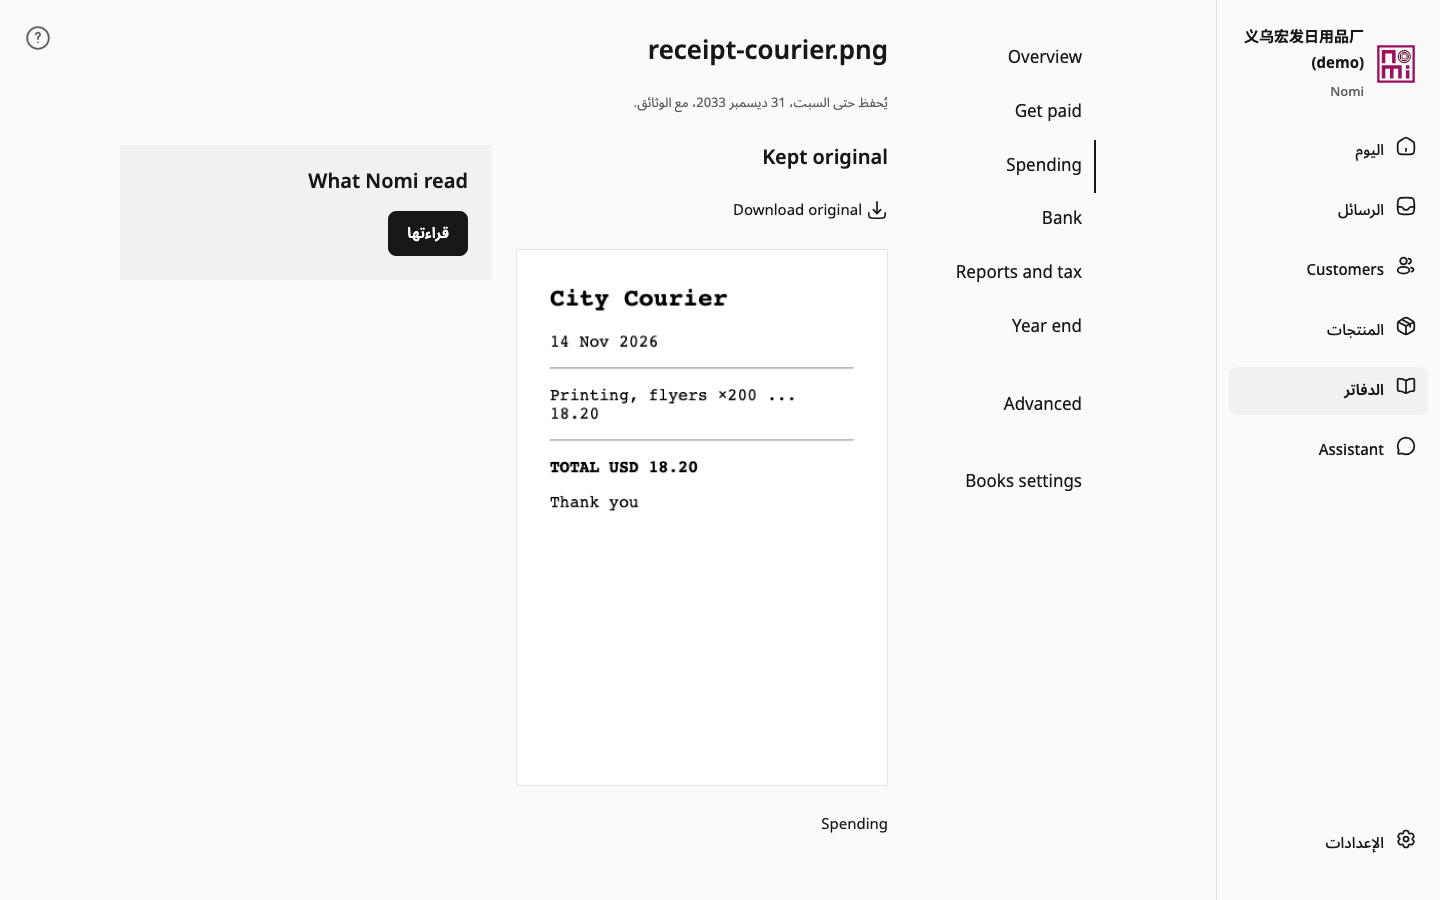 义乌宏发日用品厂
(demo)
Nomi
اليوم
الرسائل
Customers
المنتجات
الدفاتر
Assistant
الإعدادات
Overview
Get paid
Spending
Bank
Reports and tax
Year end
Advanced
Books settings
receipt-courier.png
يُحفظ حتى السبت، 31 ديسمبر 2033، مع الوثائق.
Kept original
Download original
City Courier
14 Nov 2026
Printing, flyers ×200 ...
18.20
TOTAL USD 18.20
Thank you
Spending
What Nomi read
قراءتها